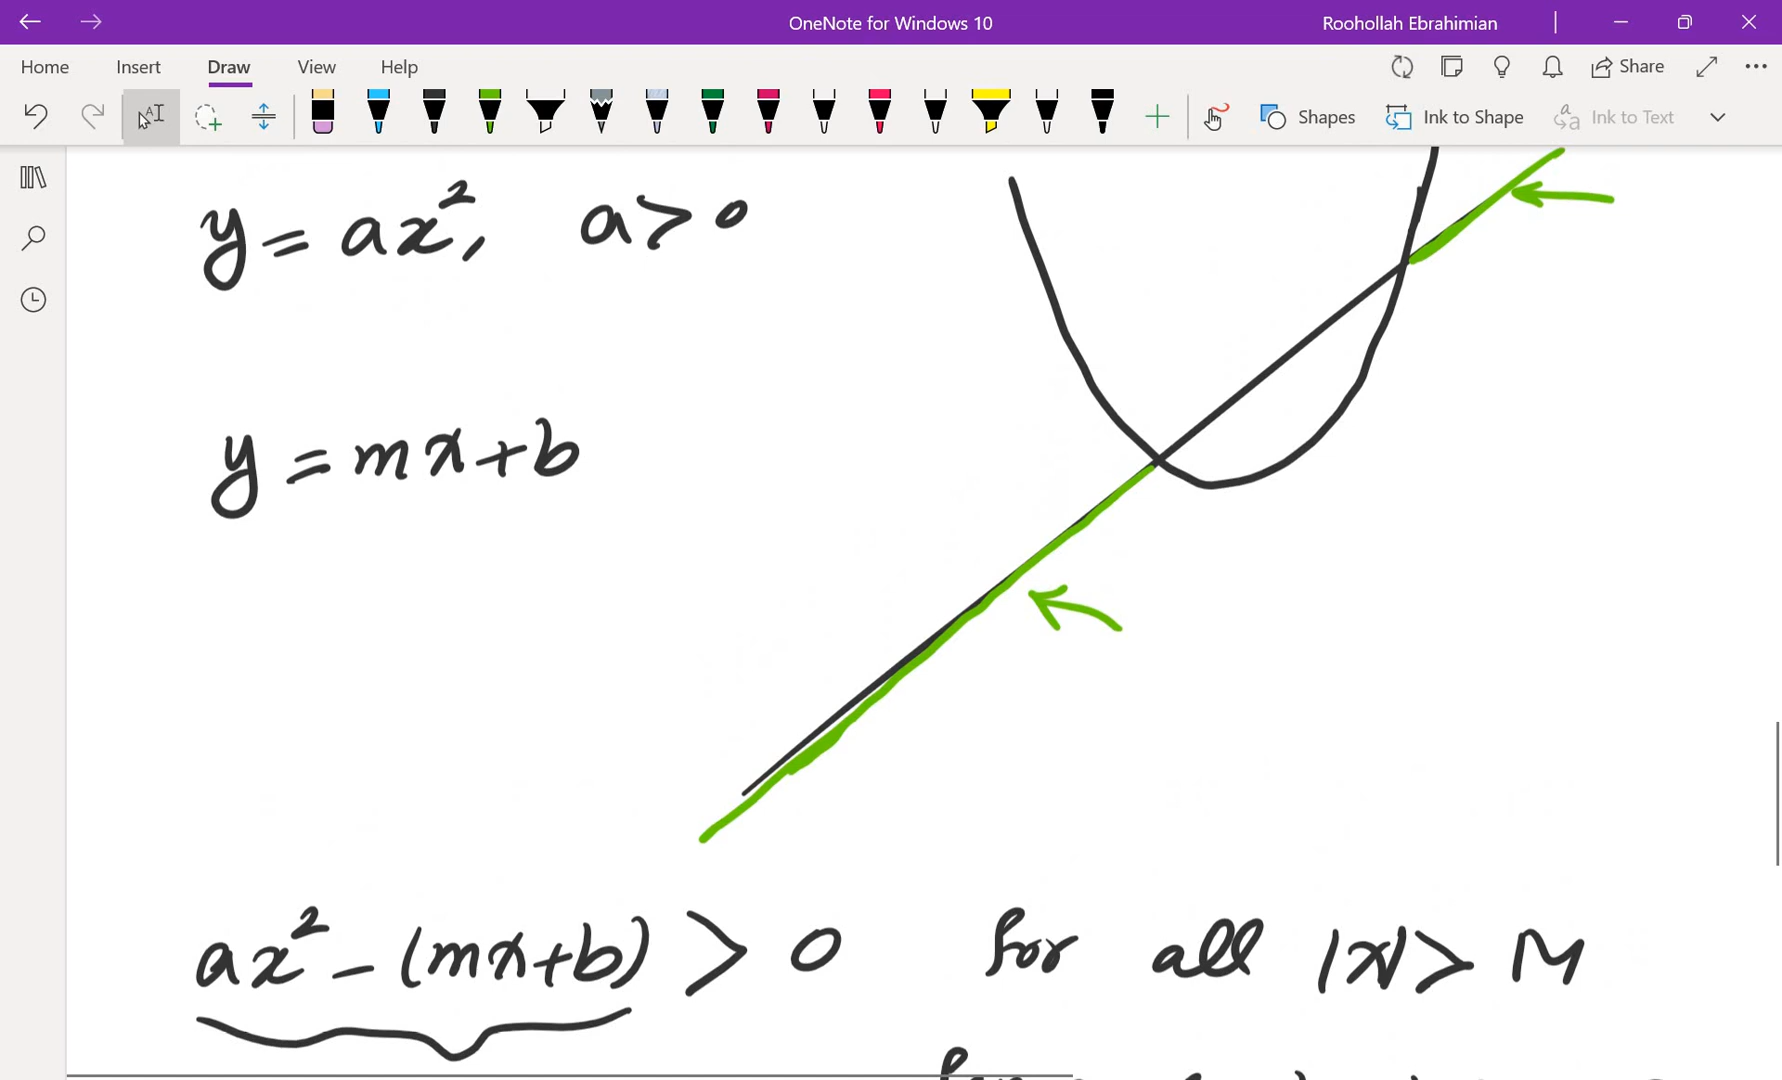 OneNote for Windows 10
Roohollah Ebrahimian
Home Insert Draw View Help
Share
Shapes Ink to Shape Ink to Text
y = ax², a > 0
y = mx+b
ax² - (mx+b) > 0 for all |x| > M